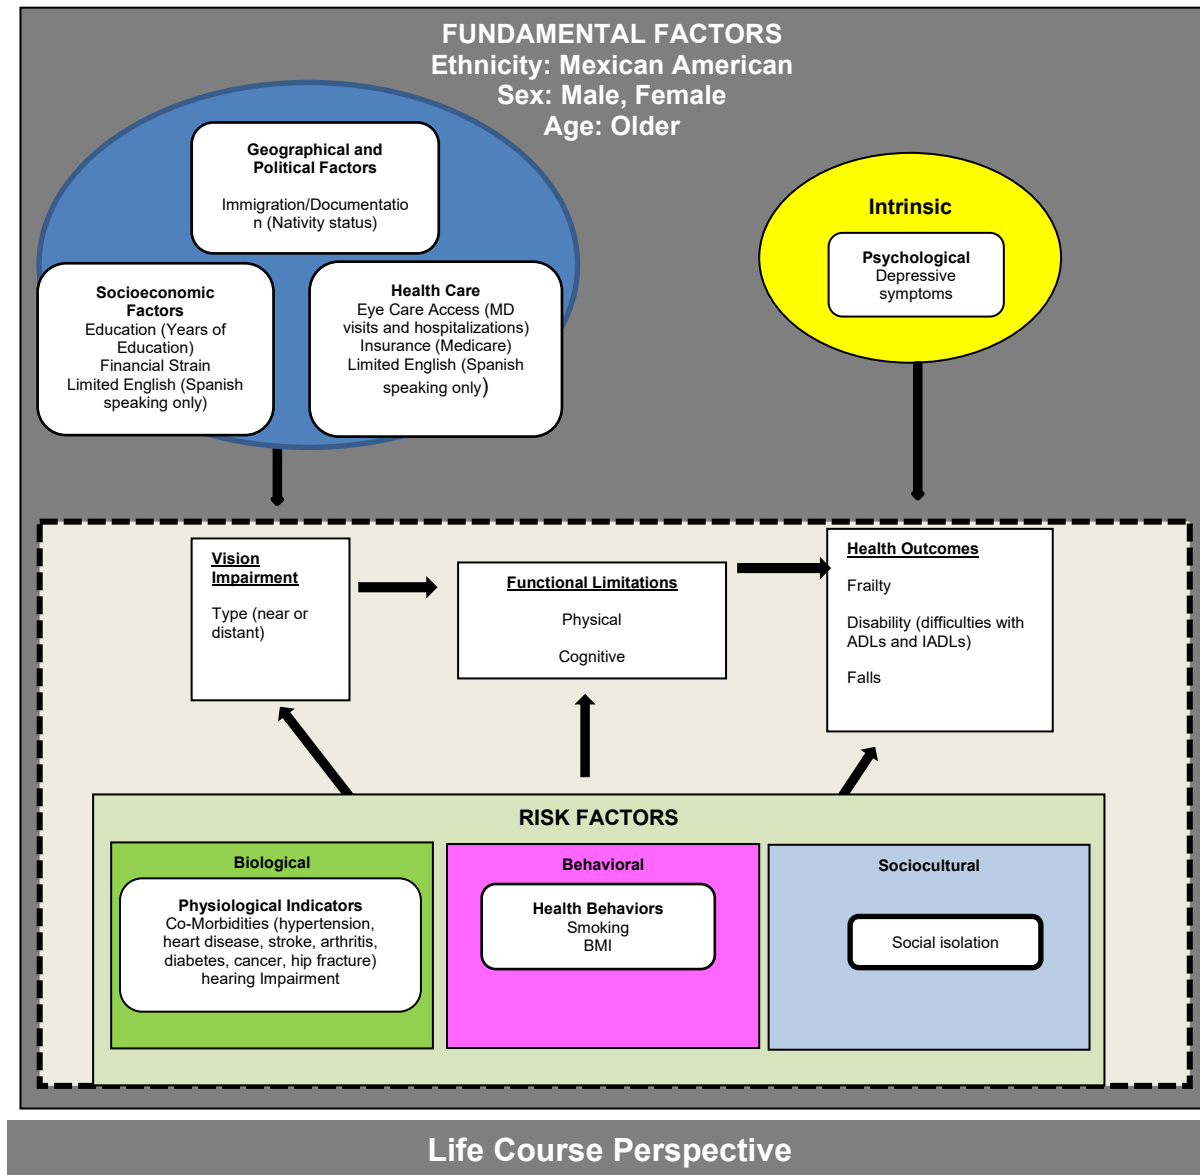 FUNDAMENTAL FACTORS
Ethnicity: Mexican American
Sex: Male, Female
Age: Older
Geographical and
Political Factors
Immigration/Documentatio
n (Nativity status)
Socioeconomic
Factors
Education (Years of
Education)
Financial Strain
Limited English (Spanish
speaking only)
Health Care
Eye Care Access (MD
visits and hospitalizations)
Insurance (Medicare)
Limited English (Spanish
speaking only)
Intrinsic
Psychological
Depressive
symptoms
Vision
Impairment
Type (near or
distant)
Functional Limitations
Physical
Cognitive
Health Outcomes
Frailty
Disability (difficulties with
ADLs and IADLs)
Falls
RISK FACTORS
Biological
Physiological Indicators
Co-Morbidities (hypertension,
heart disease, stroke, arthritis,
diabetes, cancer, hip fracture)
hearing Impairment
Behavioral
Health Behaviors
Smoking
BMI
Sociocultural
Social isolation
Life Course Perspective